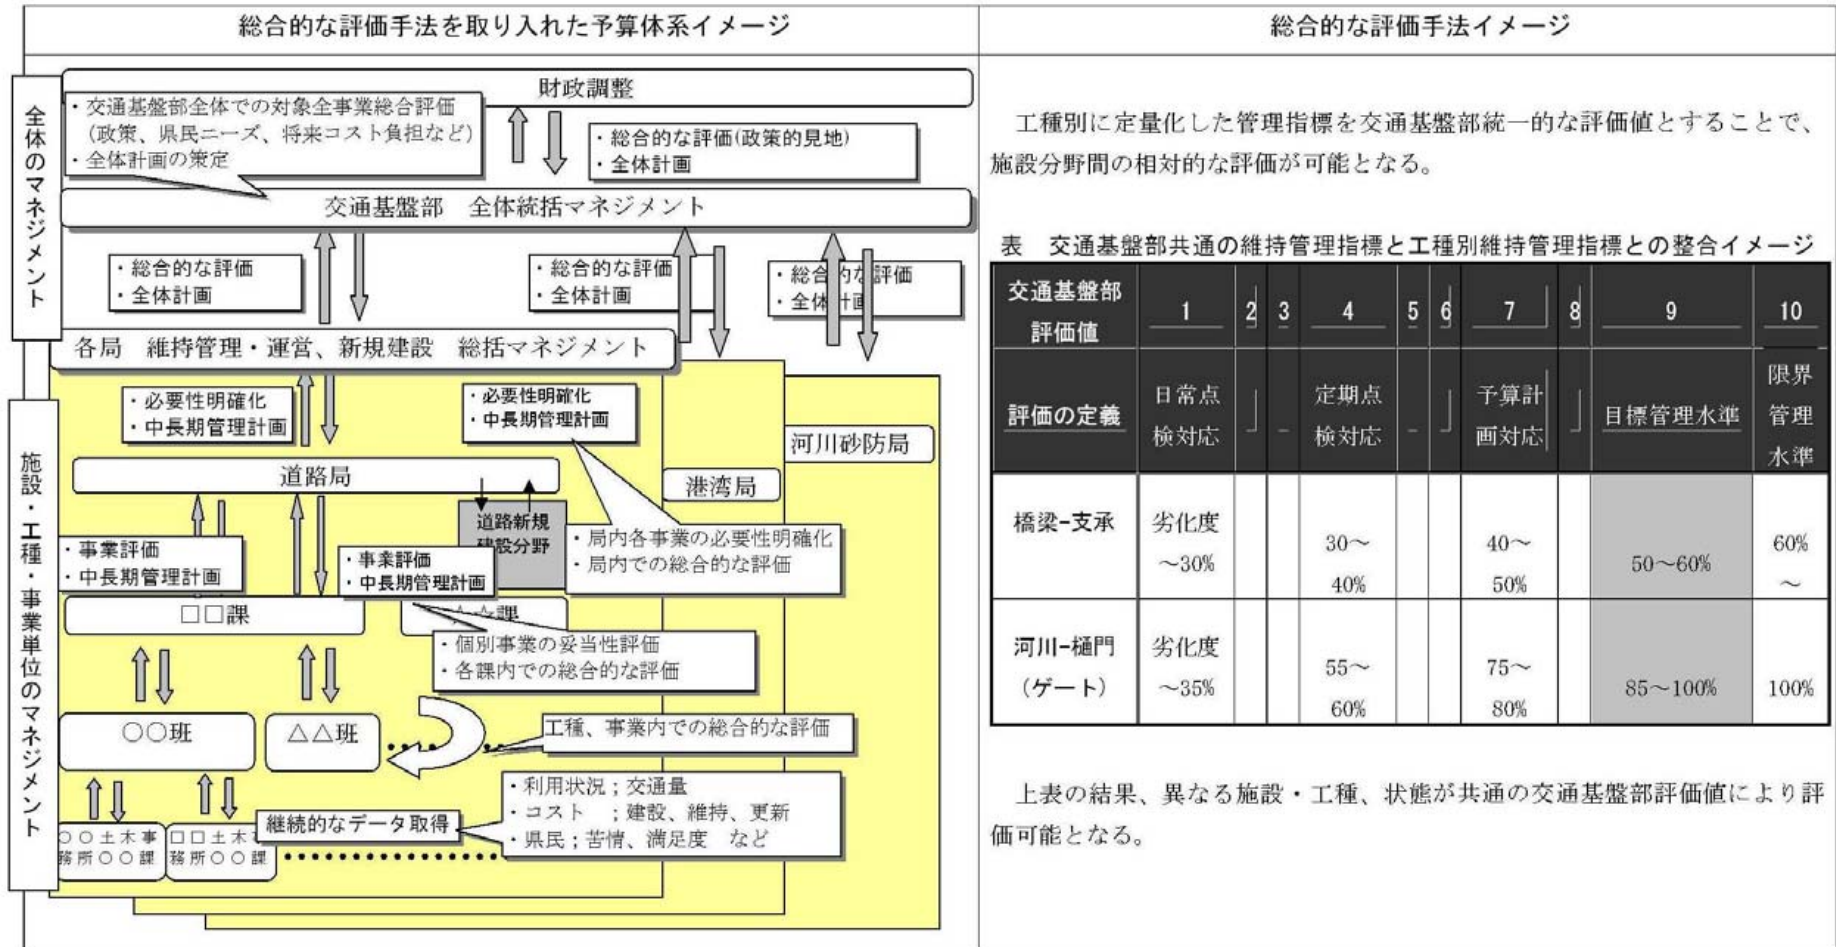 総合的な評価手法を取り入れた予算体系イメージ
全体のマネジメント
財政調整
・交通基盤部全体での対象全事業総合評価
(政策、県民ニーズ、将来コスト負担など)
・全体計画の策定
・総合的な評価(政策的見地)
・全体計画
交通基盤部 全体統括マネジメント
・総合的な評価
・全体計画
・総合的な評価
・全体計画
・総合的な評価
・全体計画
各局 維持管理・運営、新規建設 総括マネジメント
施設・工種・事業単位のマネジメント
・必要性明確化
・中長期管理計画
・必要性明確化
・中長期管理計画
河川砂防局
港湾局
道路局
道路新規
建設分野
・局内各事業の必要性明確化
・局内での総合的な評価
・事業評価
・中長期管理計画
・事業評価
・中長期管理計画
□□課
☆課
・個別事業の妥当性評価
・各課内での総合的な評価
○○班
△△班
工種、事業内での総合的な評価
・利用状況；交通量
・コスト ；建設、維持、更新
・県民；苦情、満足度 など
継続的なデータ取得
○○土木事
務所○○課
□□土木事
務所○○課
総合的な評価手法イメージ
工種別に定量化した管理指標を交通基盤部統一的な評価値とすることで、
施設分野間の相対的な評価が可能となる。
表 交通基盤部共通の維持管理指標と工種別維持管理指標との整合イメージ
交通基盤部
評価値
1 2 3 4 5 6 7 8 9 10
評価の定義
日常点
検対応
定期点
検対応
予算計
画対応
目標管理水準
限界
管理
水準
橋梁-支承
劣化度
～30%
30～
40%
40～
50%
50～60%
60%
～
河川-樋門
(ゲート)
劣化度
～35%
55～
60%
75～
80%
85～100%
100%
上表の結果、異なる施設・工種、状態が共通の交通基盤部評価値により評
価可能となる。